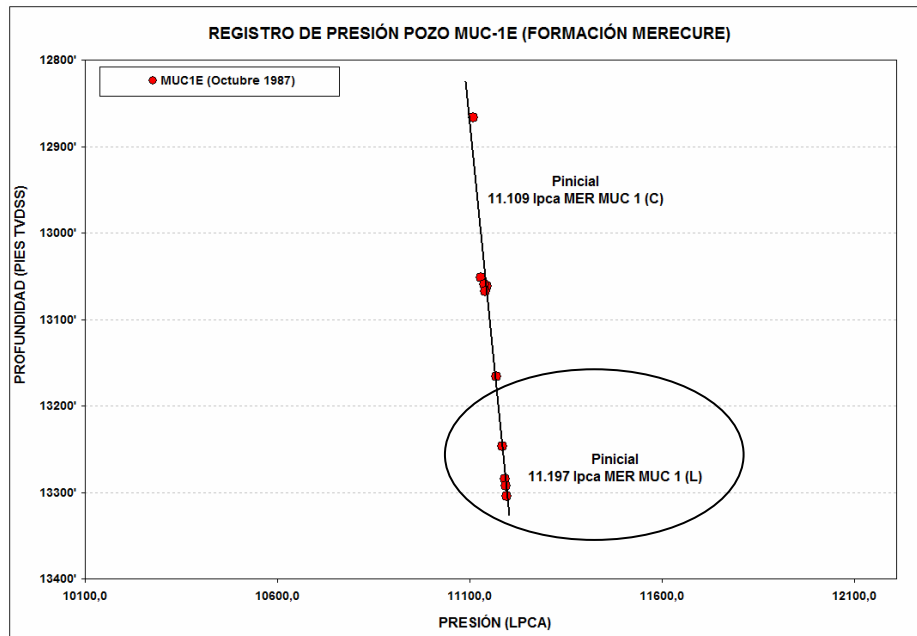 REGISTRO DE PRESIÓN POZO MUC-1E (FORMACIÓN MERECURE)
MUC1E (Octubre 1987)
PROFUNDIDAD (PIES TVDSS)
12800'
12900'
13000'
13100'
13200'
13300'
13400'
Pinicial
11.109 lpca MER MUC 1 (C)
Pinicial
11.197 lpca MER MUC 1 (L)
10100,0
10600,0
11100,0
11600,0
12100,0
PRESIÓN (LPCA)